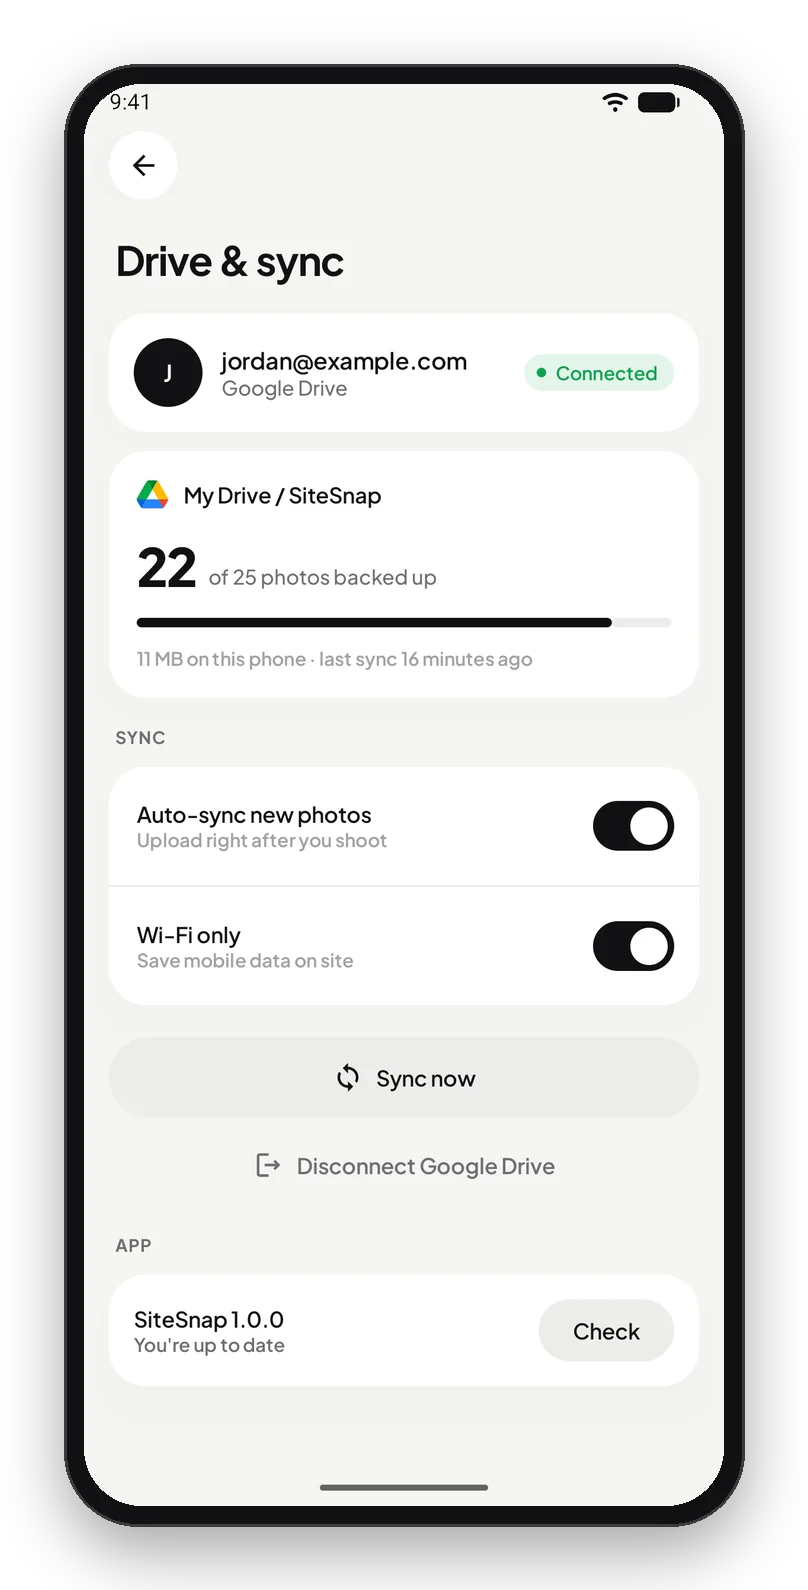 9:41
Drive & sync
J
jordan@example.com
Google Drive
Connected
My Drive / SiteSnap
22 of 25 photos backed up
11 MB on this phone · last sync 16 minutes ago
SYNC
Auto-sync new photos
Upload right after you shoot
Wi-Fi only
Save mobile data on site
Sync now
Disconnect Google Drive
APP
SiteSnap 1.0.0
You're up to date
Check